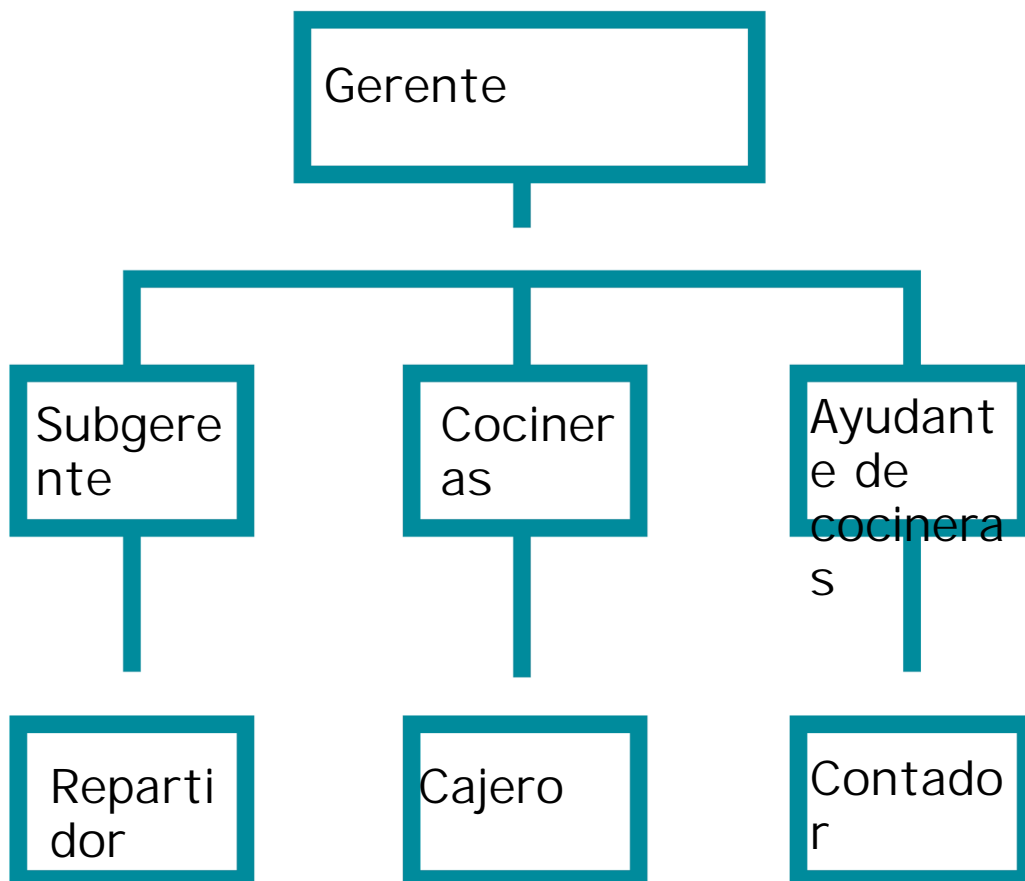 Gerente
Subgere
nte
Cociner
as
Ayudant
e de
cocinera
s
Reparti
dor
Cajero
Contado
r